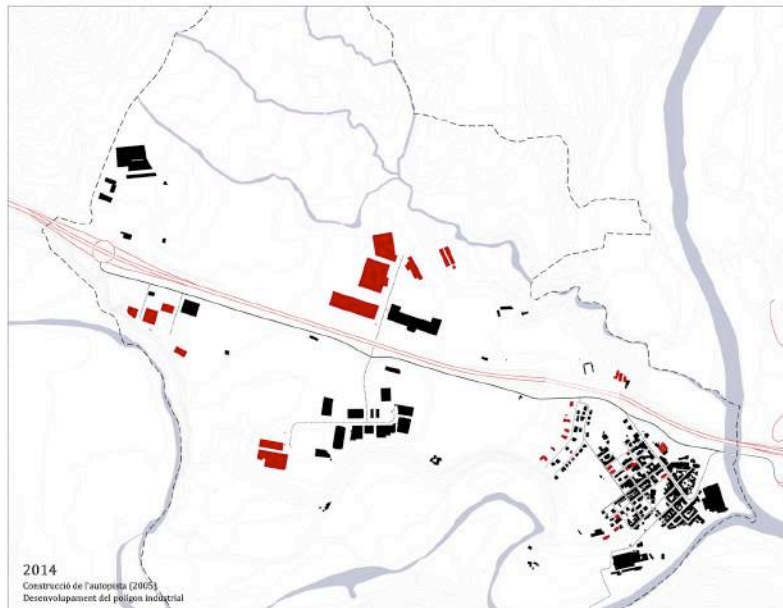 2014
Construcció de l'autopista (2005)
Desenvolupament del polígon industrial